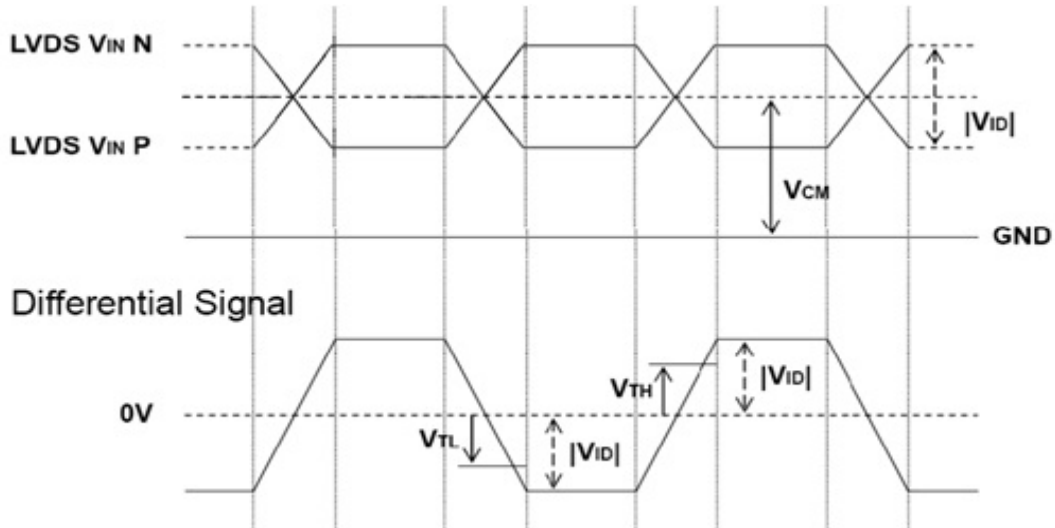 LVDS VIN N
|VID|
LVDS VIN P
VCM
GND
Differential Signal
VTH
|VID|
0V
VTL
|VID|